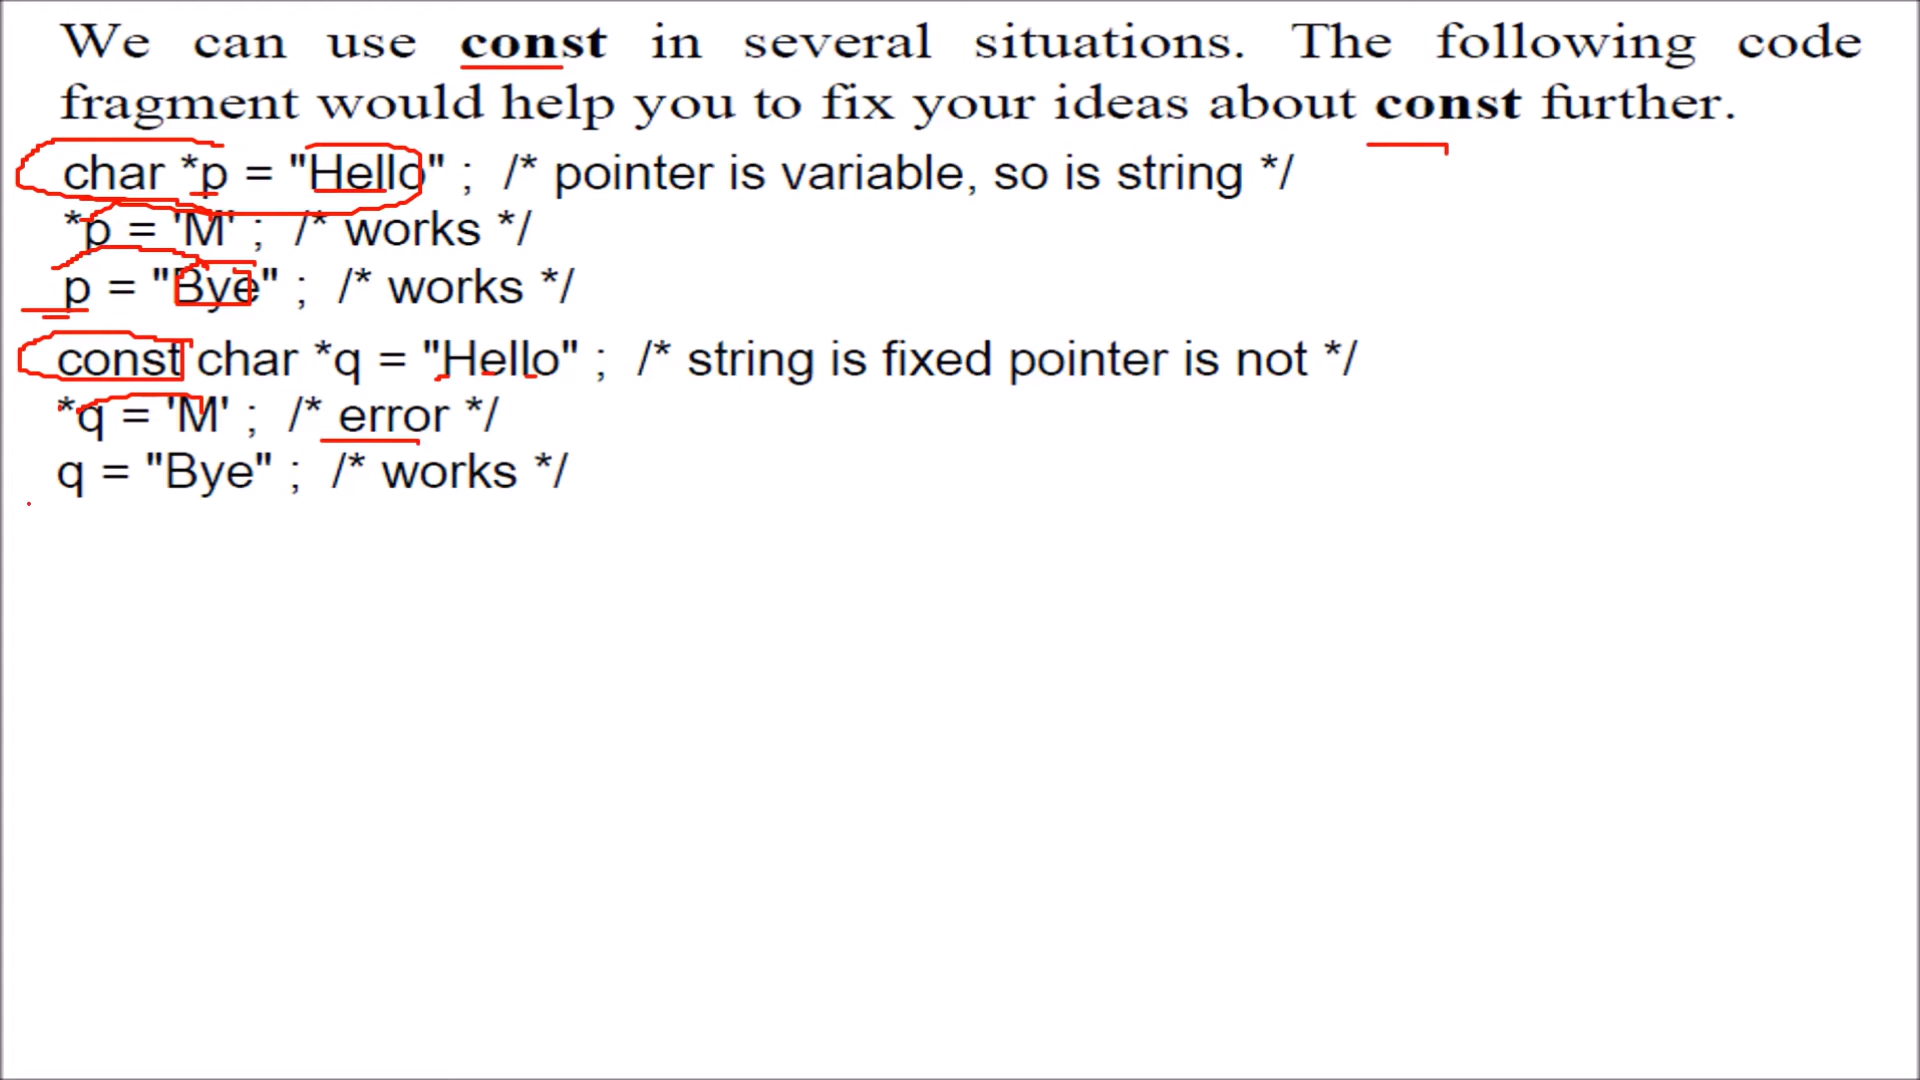 We can use const in several situations. The following code
fragment would help you to fix your ideas about const further.
char *p = "Hello" ; /* pointer is variable, so is string */
*p = 'M' ; /* works */
p = "Bye" ; /* works */
const char *q = "Hello" ; /* string is fixed pointer is not */
*q = 'M' ; /* error */
q = "Bye" ; /* works */